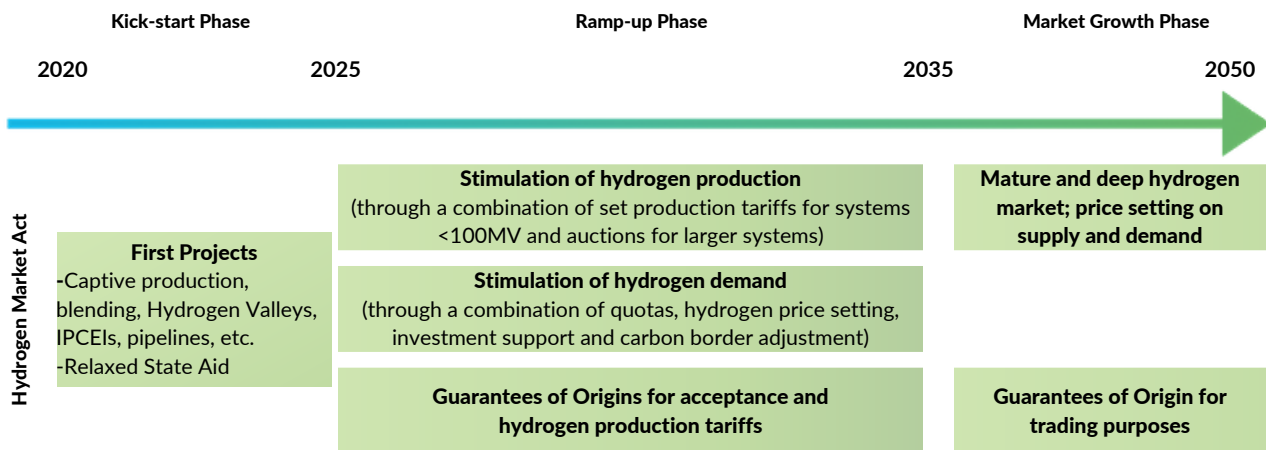 Kick-start Phase
Ramp-up Phase
Market Growth Phase
2020
2025
2035
2050
Hydrogen Market Act
First Projects
-Captive production,
blending, Hydrogen Valleys,
IPCEIs, pipelines, etc.
-Relaxed State Aid
Stimulation of hydrogen production
(through a combination of set production tariffs for systems
<100MV and auctions for larger systems)
Stimulation of hydrogen demand
(through a combination of quotas, hydrogen price setting,
investment support and carbon border adjustment)
Guarantees of Origins for acceptance and
hydrogen production tariffs
Mature and deep hydrogen
market; price setting on
supply and demand
Guarantees of Origin for
trading purposes